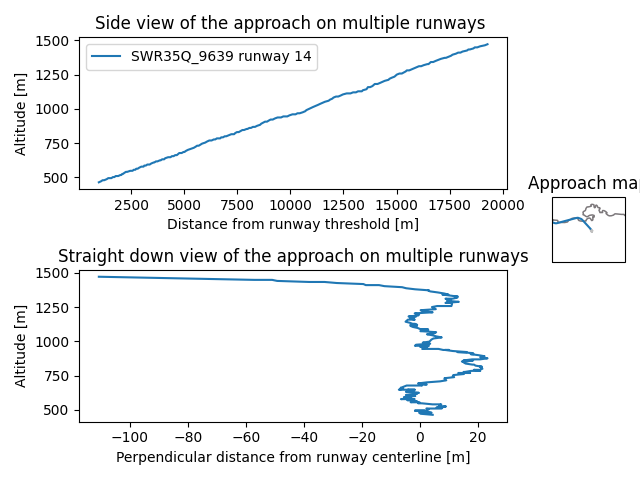 Side view of the approach on multiple runways
1500
1250
1000
750
500
Altitude [m]
SWR35Q_9639 runway 14
2500 5000 7500 10000 12500 15000 17500 20000
Distance from runway threshold [m]
Approach map
Straight down view of the approach on multiple runways
1500
1250
1000
750
500
Altitude [m]
−100 −80 −60 −40 −20 0 20
Perpendicular distance from runway centerline [m]